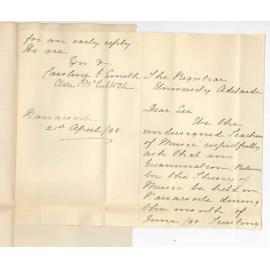 The Registrar
University Adelaide
Dear Sir
We the
undersigned Teachers
of Music respectfully
ask that an
Examination
in the Theory of
Music be held in
Naracoorte during
the month of
June /98. Trusting
for an early reply
We are
Yrs
Caroline Smith
Clara McCulloch
Naracoorte
21st April /98